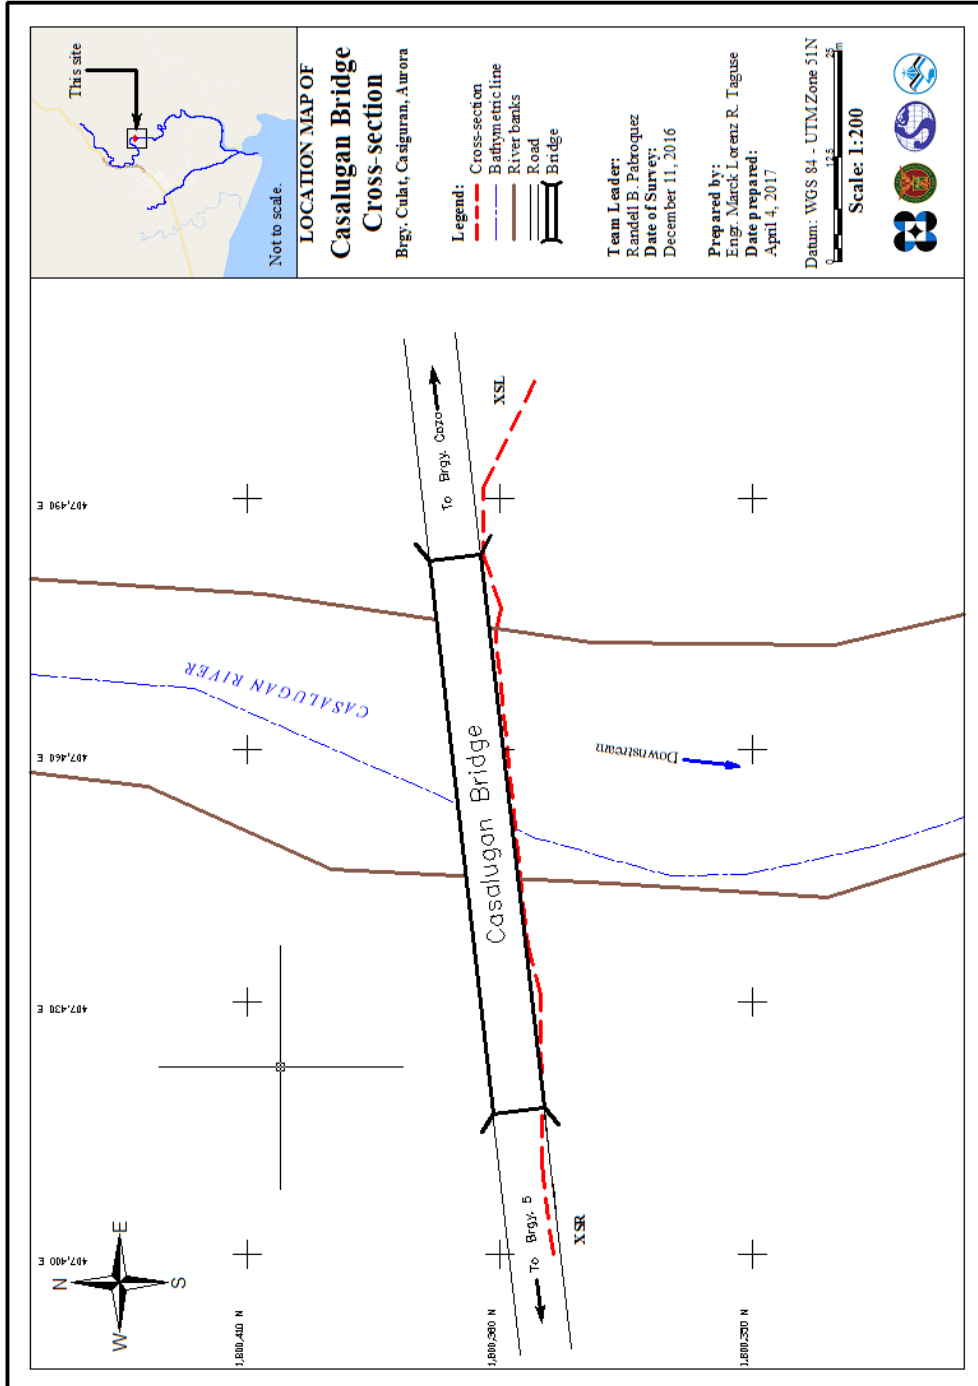 This site
Not to scale.
LOCATION MAP OF
Casalugan Bridge
Cross-section
Brgy. Culat, Casiguran, Aurora
Legend:
Cross-section
Bathymetric line
River banks
Road
Bridge
Team Leader:
Randell B. Pabroquez
Date of Survey:
December 11, 2016
Prepared by:
Engr. Marck Lorenz R. Taguse
Date prepared:
April 4, 2017
Datum: WGS 84 - UTM Zone 51N
0 12.5 25 m
Scale: 1:200
N
E
S
W
407,400 E
407,430 E
407,460 E
407,490 E
1,800,410 N
1,800,380 N
1,800,350 N
CASALUGAN RIVER
Casalugan Bridge
To Brgy. Cozo
To Brgy. 5
XSL
XSR
Downstream